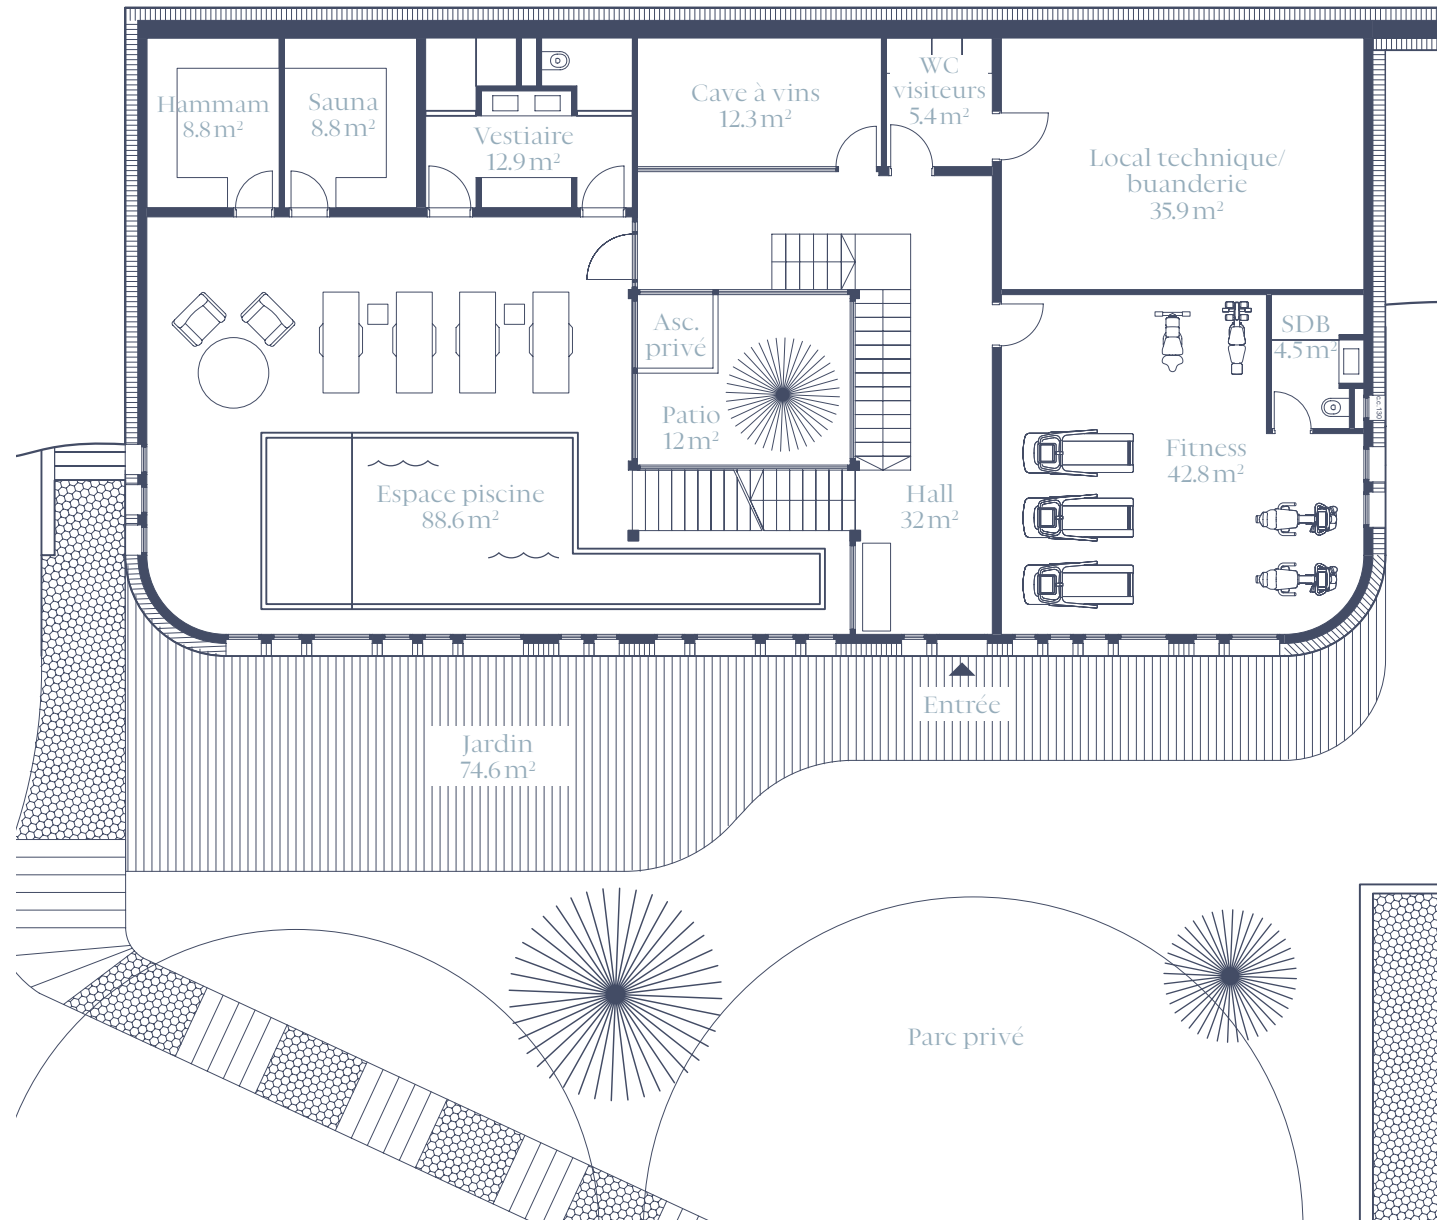 Hammam
8.8 m²
Sauna
8.8 m²
Vestiaire
12.9 m²
Cave à vins
12.3 m²
WC
visiteurs
5.4 m²
Local technique/
buanderie
35.9 m²
Asc.
privé
Patio
12 m²
SDB
4.5 m²
Fitness
42.8 m²
Espace piscine
88.6 m²
Hall
32 m²
Entrée
Jardin
74.6 m²
Parc privé